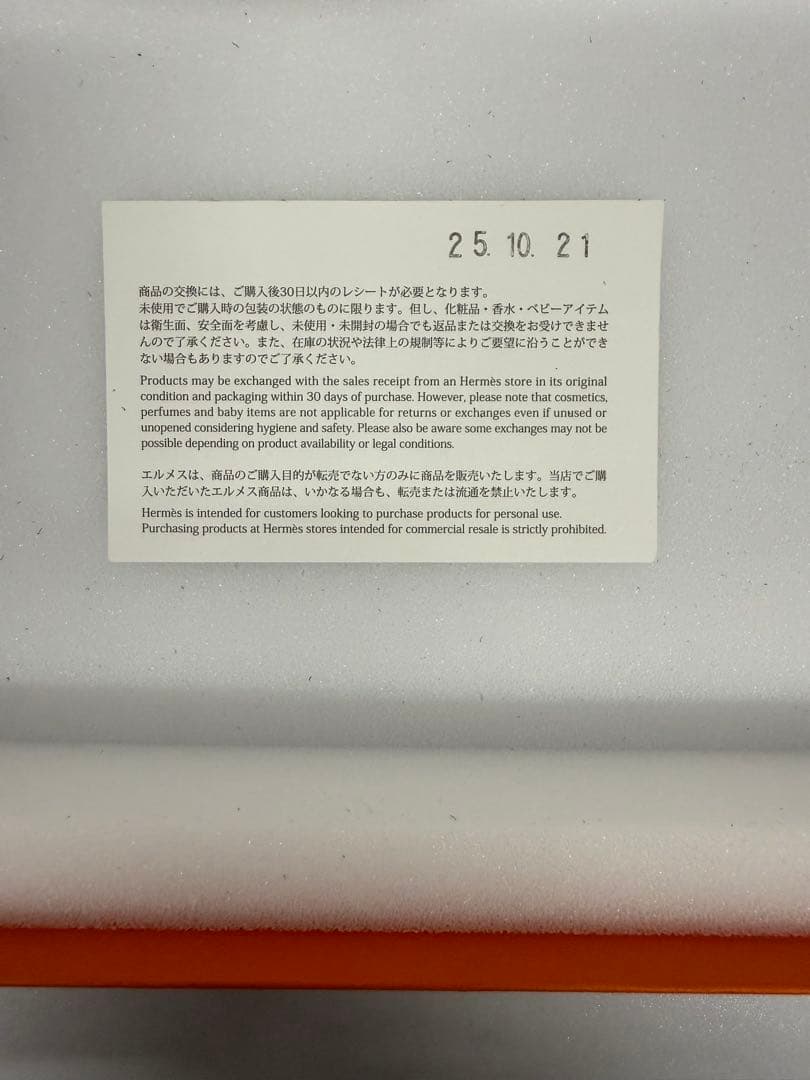 25. 10. 21
商品の交換には、ご購入後30日以内のレシートが必要となります。
未使用でご購入時の包装の状態のものに限ります。但し、化粧品・香水・ベビーアイテム
は衛生面、安全面を考慮し、未使用・未開封の場合でも返品または交換をお受けできませ
んので了承ください。また、在庫の状況や法律上の規制等によりご要望に沿うことができ
ない場合もありますのでご了承ください。
Products may be exchanged with the sales receipt from an Hermès store in its original
condition and packaging within 30 days of purchase. However, please note that cosmetics,
perfumes and baby items are not applicable for returns or exchanges even if unused or
unopened considering hygiene and safety. Please also be aware some exchanges may not be
possible depending on product availability or legal conditions.
エルメスは、商品のご購入目的が転売でない方のみに商品を販売いたします。当店でご購
入いただいたエルメス商品は、いかなる場合も、転売または流通を禁止いたします。
Hermès is intended for customers looking to purchase products for personal use.
Purchasing products at Hermès stores intended for commercial resale is strictly prohibited.